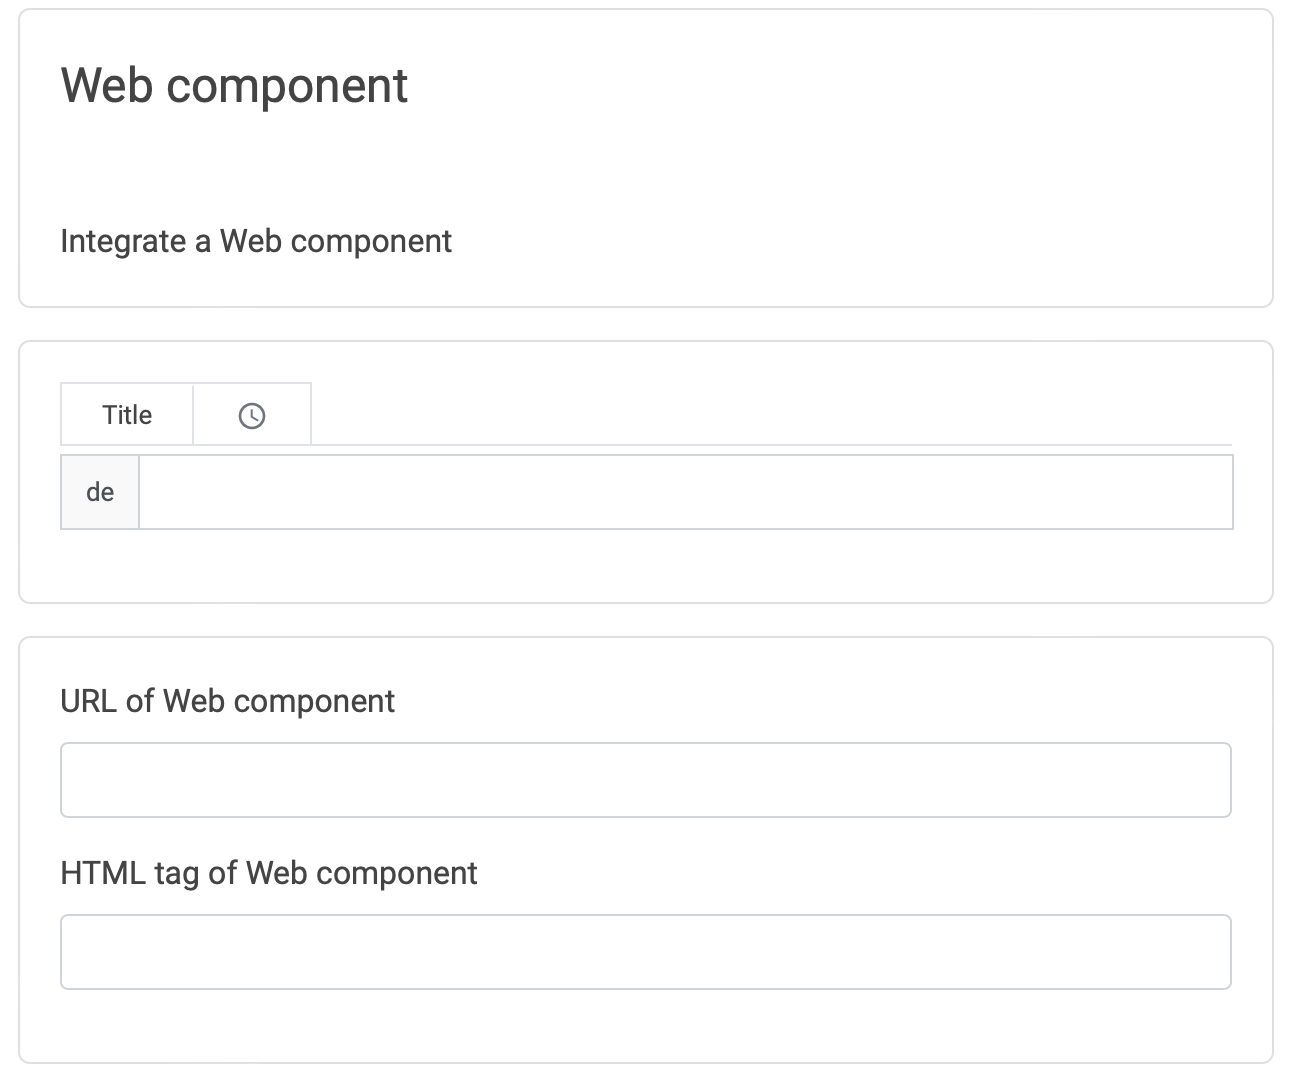 Web component
Integrate a Web component
Title
de
URL of Web component
HTML tag of Web component